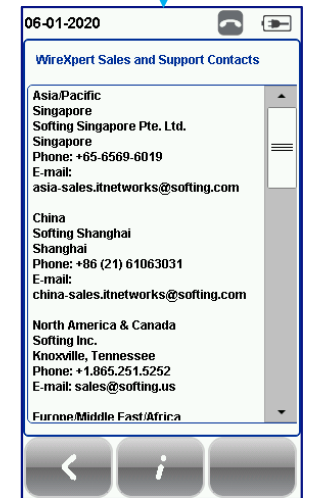 06-01-2020
WireXpert Sales and Support Contacts
Asia/Pacific
Singapore
Softing Singapore Pte. Ltd.
Singapore
Phone: +65-6569-6019
E-mail:
asia-sales.itnetworks@softing.com
China
Softing Shanghai
Shanghai
Phone: +86 (21) 61063031
E-mail:
china-sales.itnetworks@softing.com
North America & Canada
Softing Inc.
Knoxville, Tennessee
Phone: +1.865.251.5252
E-mail: sales@softing.us
Europe/Middle East/Africa
i